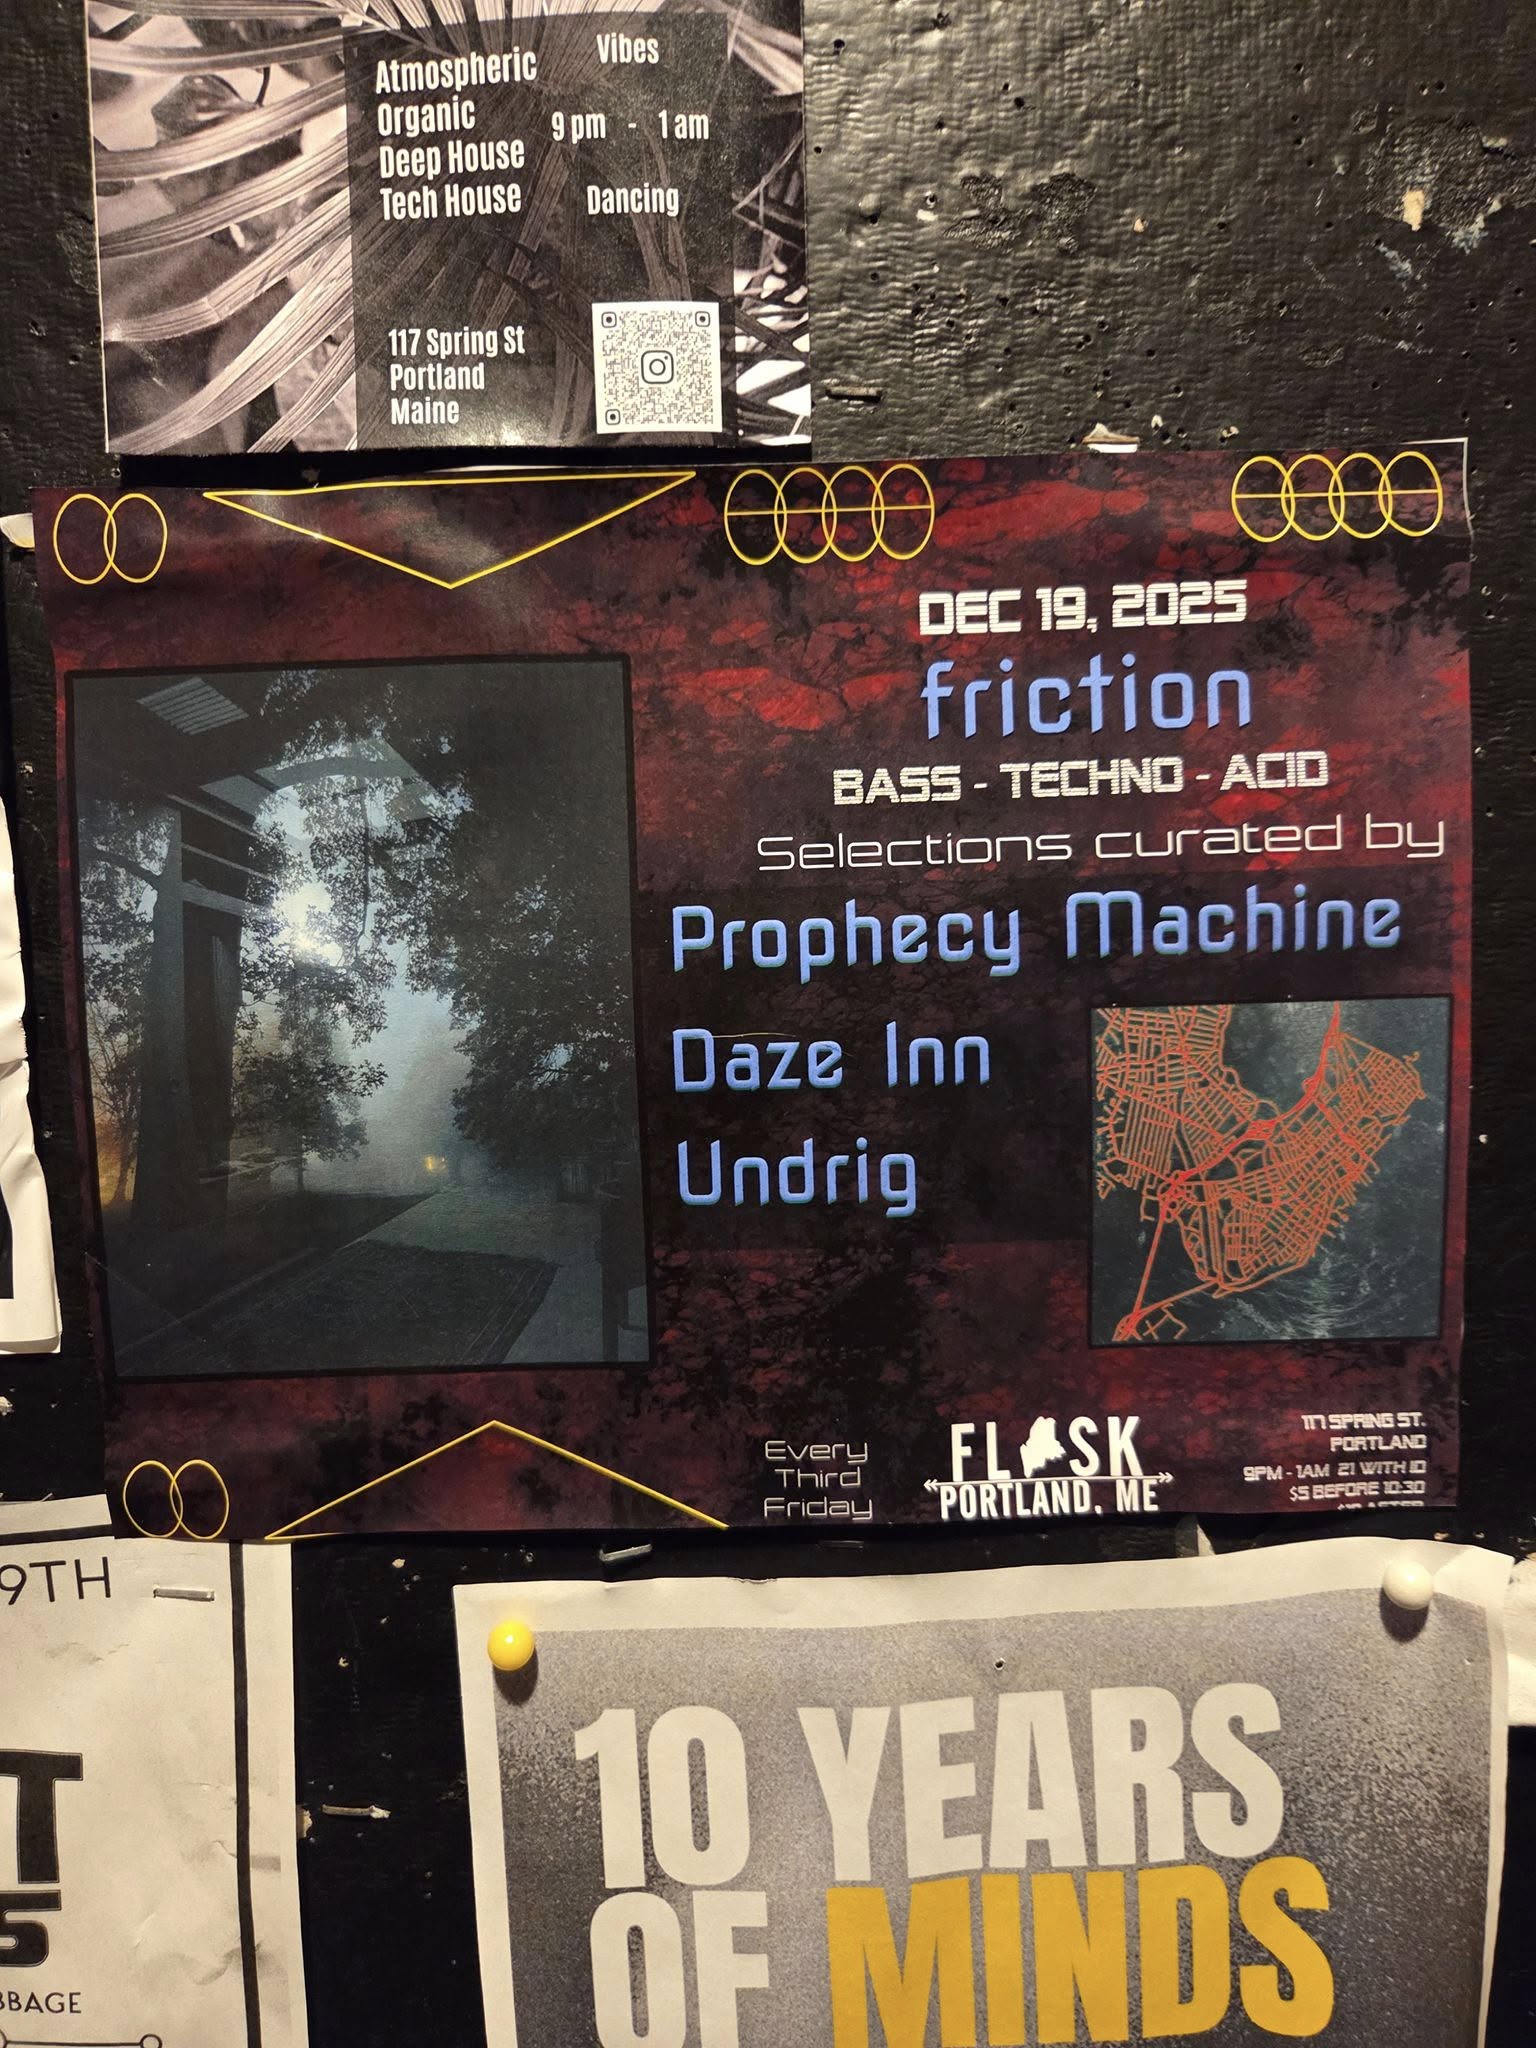 Atmospheric
Organic
Deep House
Tech House
Vibes
9 pm - 1 am
Dancing
117 Spring St
Portland
Maine
DEC 19, 2025
friction
BASS - TECHNO - ACID
Selections curated by
Prophecy Machine
Daze Inn
Undrig
Every
Third
Friday
FLASK
PORTLAND, ME
117 SPRING ST.
PORTLAND
9PM - 1AM 21 WITH ID
$5 BEFORE 10:30
$10 AFTER
9TH
T
5
BBAGE
10 YEARS
OF MINDS